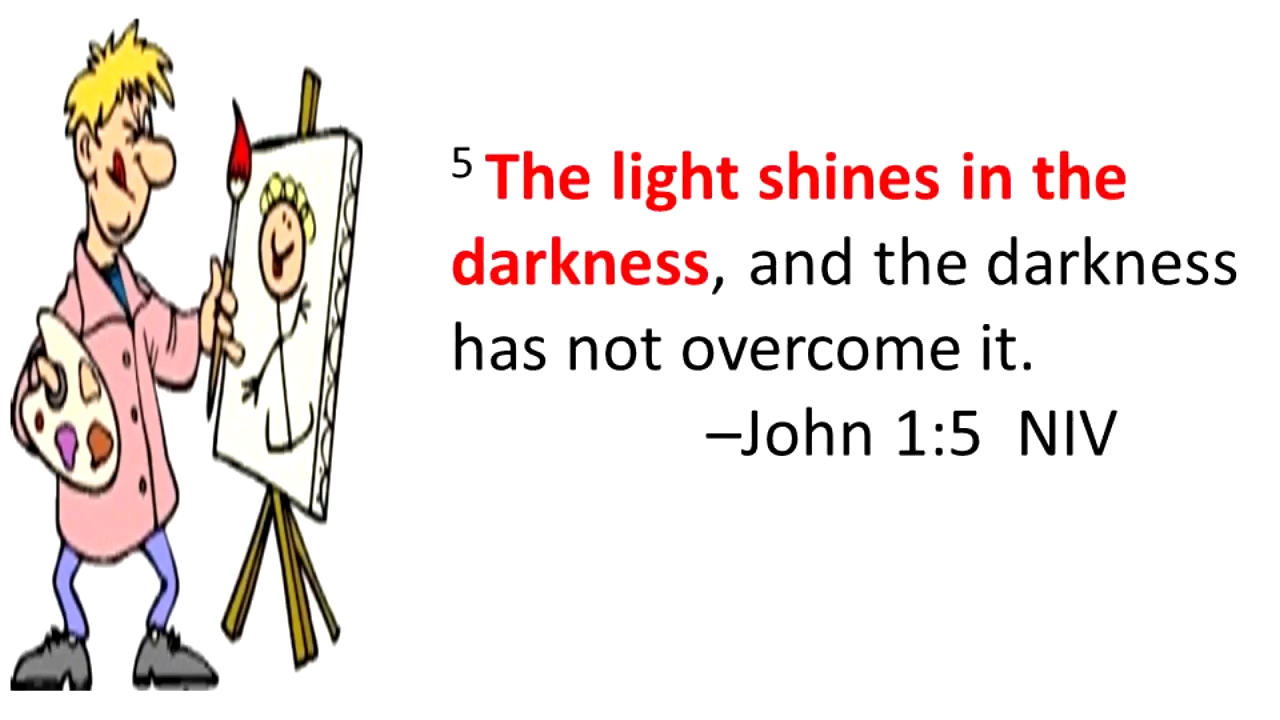 5 The light shines in the
darkness, and the darkness
has not overcome it.
–John 1:5 NIV